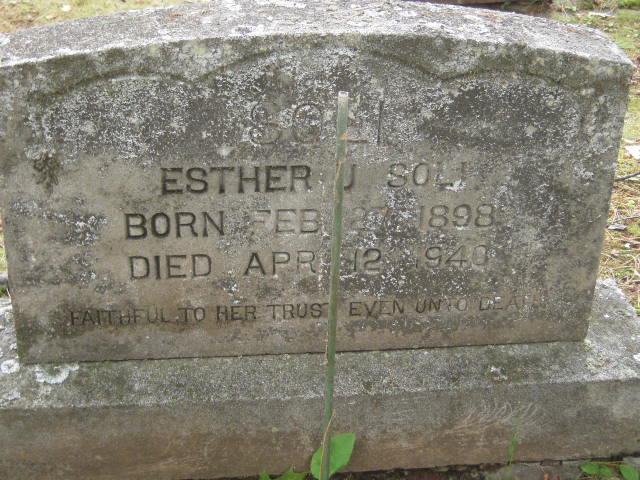 SOLI
ESTHER J SOLI
BORN FEB 27 1898
DIED APR 12 1940
FAITHFUL TO HER TRUST EVEN UNTO DEATH